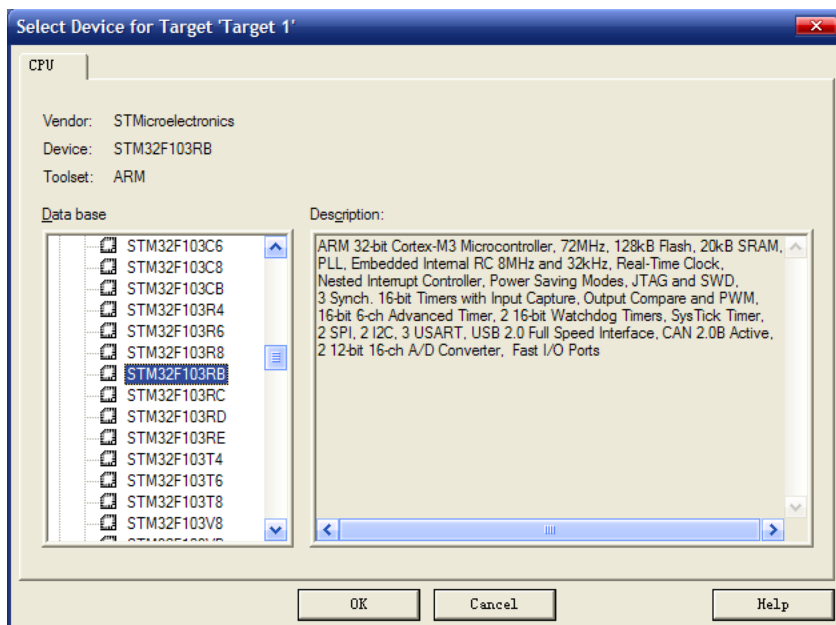 Select Device for Target 'Target 1'
CPU
Vendor: STMicroelectronics
Device: STM32F103RB
Toolset: ARM
Data base
STM32F103C6
STM32F103C8
STM32F103CB
STM32F103R4
STM32F103R6
STM32F103R8
STM32F103RB
STM32F103RC
STM32F103RD
STM32F103RE
STM32F103T4
STM32F103T6
STM32F103T8
STM32F103V8
Description:
ARM 32-bit Cortex-M3 Microcontroller, 72MHz, 128kB Flash, 20kB SRAM,
PLL, Embedded Internal RC 8MHz and 32kHz, Real-Time Clock,
Nested Interrupt Controller, Power Saving Modes, JTAG and SWD,
3 Synch. 16-bit Timers with Input Capture, Output Compare and PWM,
16-bit 6-ch Advanced Timer, 2 16-bit Watchdog Timers, SysTick Timer,
2 SPI, 2 I2C, 3 USART, USB 2.0 Full Speed Interface, CAN 2.0B Active,
2 12-bit 16-ch A/D Converter, Fast I/O Ports
OK
Cancel
Help